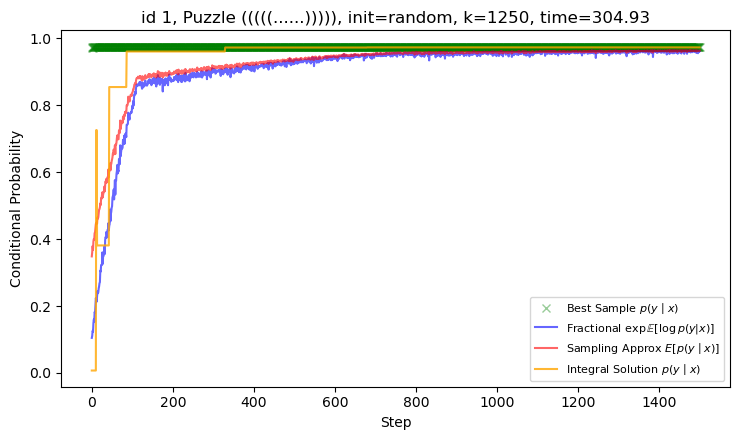 id 1, Puzzle (((((......))))), init=random, k=1250, time=304.93
1.0
0.8
0.6
0.4
0.2
0.0
Conditional Probability
Best Sample p(y | x)
Fractional exp𝔼[log p(y|x)]
Sampling Approx E[p(y | x)]
Integral Solution p(y | x)
0 200 400 600 800 1000 1200 1400
Step